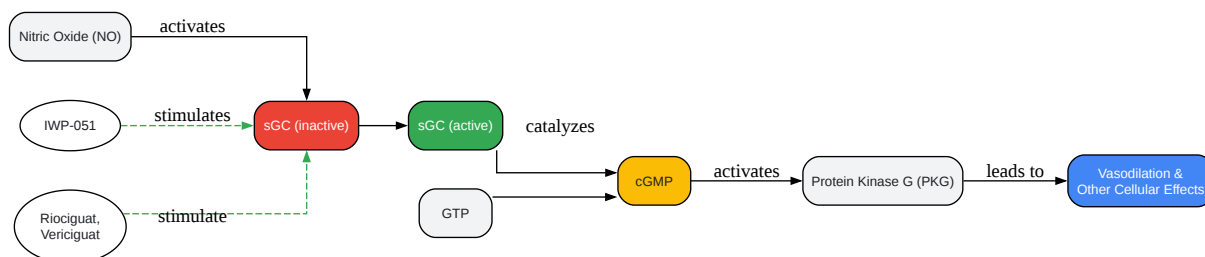 Nitric Oxide (NO)
activates
IWP-051
stimulates
sGC (inactive)
sGC (active)
catalyzes
Riociguat,
Vericiguat
stimulate
GTP
cGMP
activates
Protein Kinase G (PKG)
leads to
Vasodilation &
Other Cellular Effects